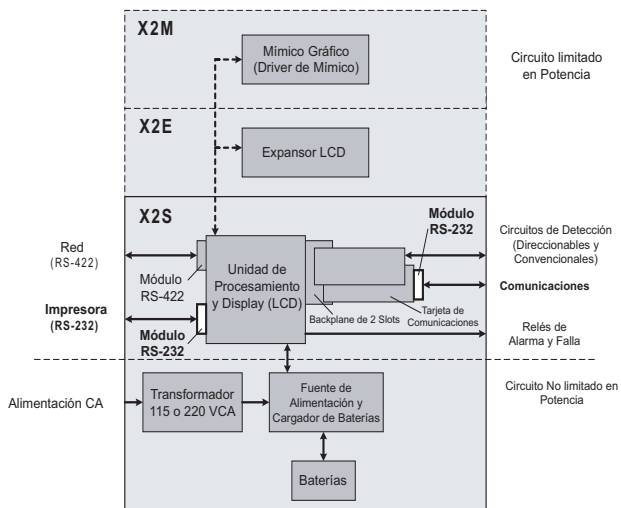 X2M
Mímico Gráfico
(Driver de Mímico)
Circuito limitado
en Potencia
X2E
Expansor LCD
X2S
Módulo
RS-232
Red
(RS-422)
Módulo
RS-422
Unidad de
Procesamiento
y Display (LCD)
Circuitos de Detección
(Direccionables y
Convencionales)
Comunicaciones
Impresora
(RS-232)
Módulo
RS-232
Backplane de 2 Slots
Tarjeta de
Comunicaciones
Relés de
Alarma y Falla
Alimentación CA
Transformador
115 o 220 VCA
Fuente de
Alimentación y
Cargador de Baterías
Circuito No limitado en
Potencia
Baterías